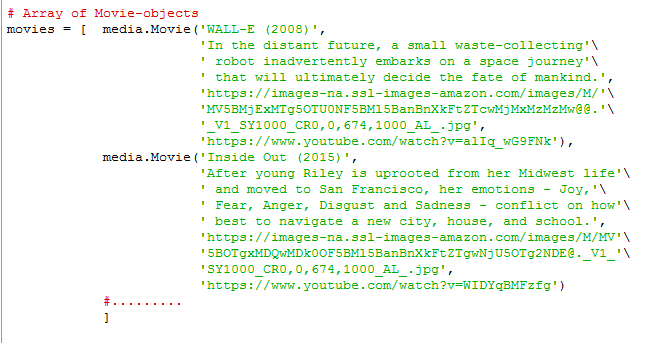 # Array of Movie-objects
movies = [  media.Movie('WALL-E (2008)',
'In the distant future, a small waste-collecting'\
' robot inadvertently embarks on a space journey'\
' that will ultimately decide the fate of mankind.',
'https://images-na.ssl-images-amazon.com/images/M/'\
'MV5BMjExMTg5OTU0NF5BMl5BanBnXkFtZTcwMjMxMzMzMw@@.'\
'_V1_SY1000_CR0,0,674,1000_AL_.jpg',
'https://www.youtube.com/watch?v=alIq_wG9FNk'),
media.Movie('Inside Out (2015)',
'After young Riley is uprooted from her Midwest life'\
' and moved to San Francisco, her emotions - Joy,'\
' Fear, Anger, Disgust and Sadness - conflict on how'\
' best to navigate a new city, house, and school.',
'https://images-na.ssl-images-amazon.com/images/M/MV'\
'5BOTgxMDQwMDk0OF5BMl5BanBnXkFtZTgwNjU5OTg2NDE@._V1_'\
'SY1000_CR0,0,674,1000_AL_.jpg',
'https://www.youtube.com/watch?v=WIDYqBMFzfg')
#.........
]